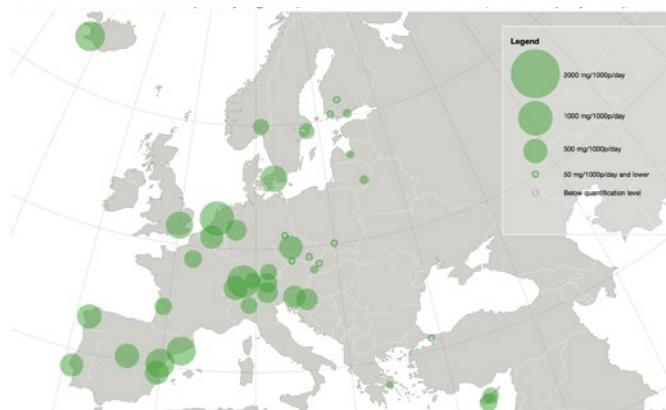 Legend
2000 mg/1000p/day
1000 mg/1000p/day
500 mg/1000p/day
50 mg/1000p/day and lower
Below quantification level